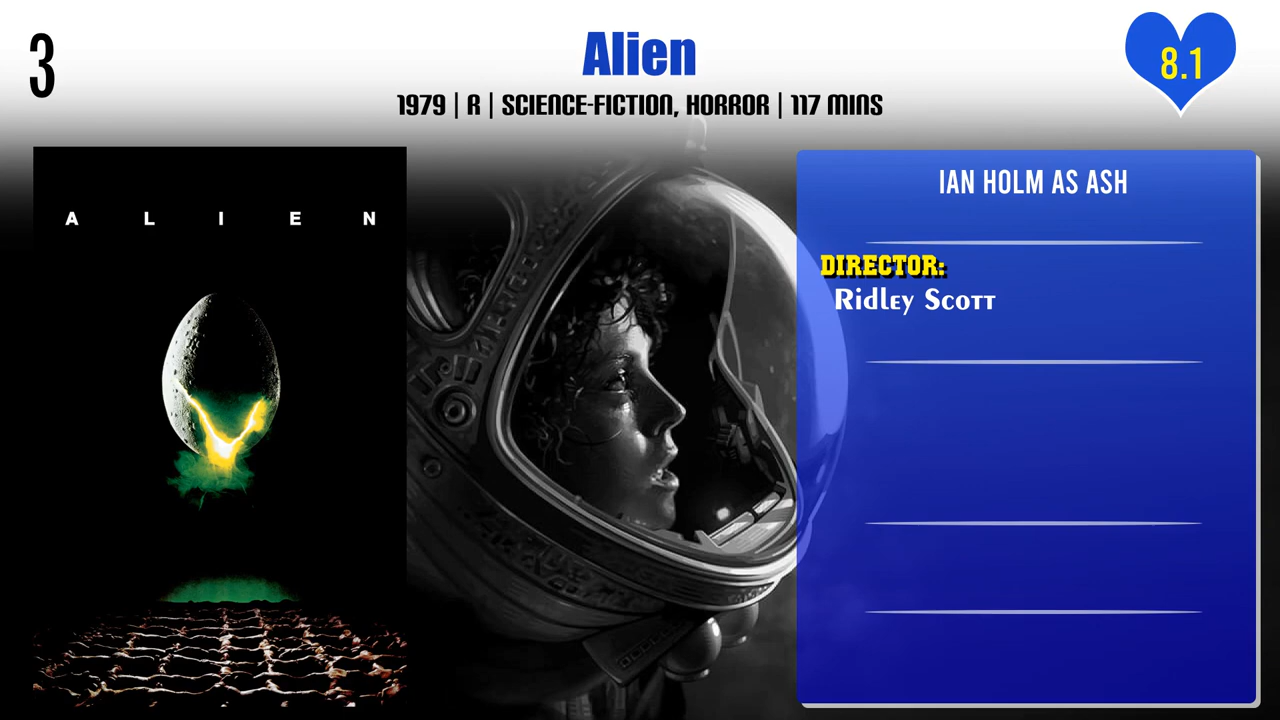 3
Alien
1979 | R | SCIENCE-FICTION, HORROR | 117 MINS
8.1
A L I E N
IAN HOLM AS ASH
DIRECTOR:
Ridley Scott